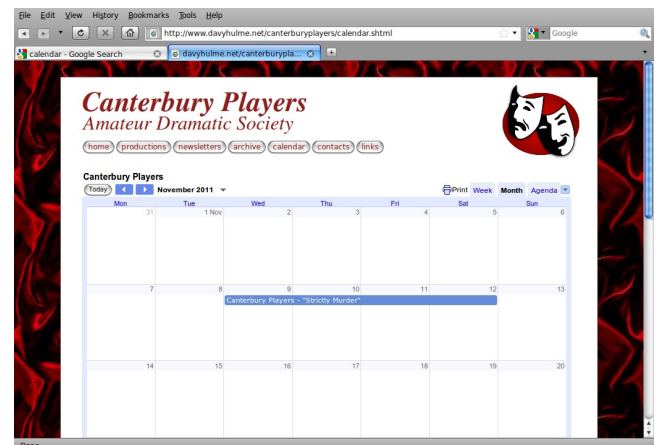 File Edit View History Bookmarks Tools Help
http://www.davyhulme.net/canterburyplayers/calendar.shtml Google
calendar - Google Search davyhulme.net/canterburypla...
Canterbury Players
Amateur Dramatic Society
home productions newsletters archive calendar contacts links
Canterbury Players
Today November 2011 Print Week Month Agenda
Mon Tue Wed Thu Fri Sat Sun
31 1 Nov 2 3 4 5 6
7 8 9 10 11 12 13
Canterbury Players – "Strictly Murder"
14 15 16 17 18 19 20
Done